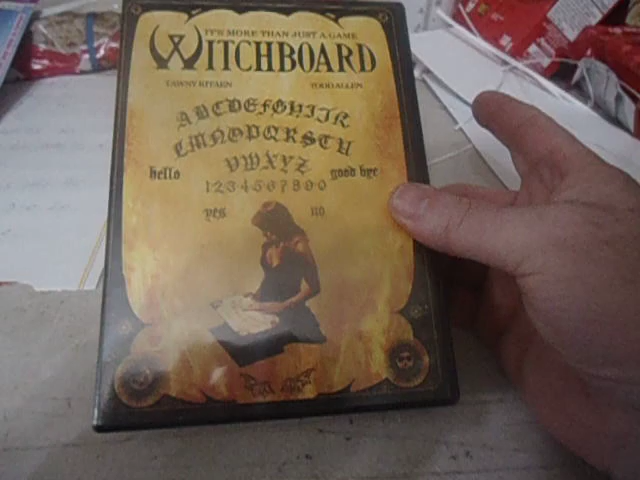 IT'S MORE THAN JUST A GAME
WITCHBOARD
TAWNY KITAEN TODD ALLEN
ABCDEFGHIJK
LMNOPQRSTU
VWXYZ
hello good bye
1234567890
yes no